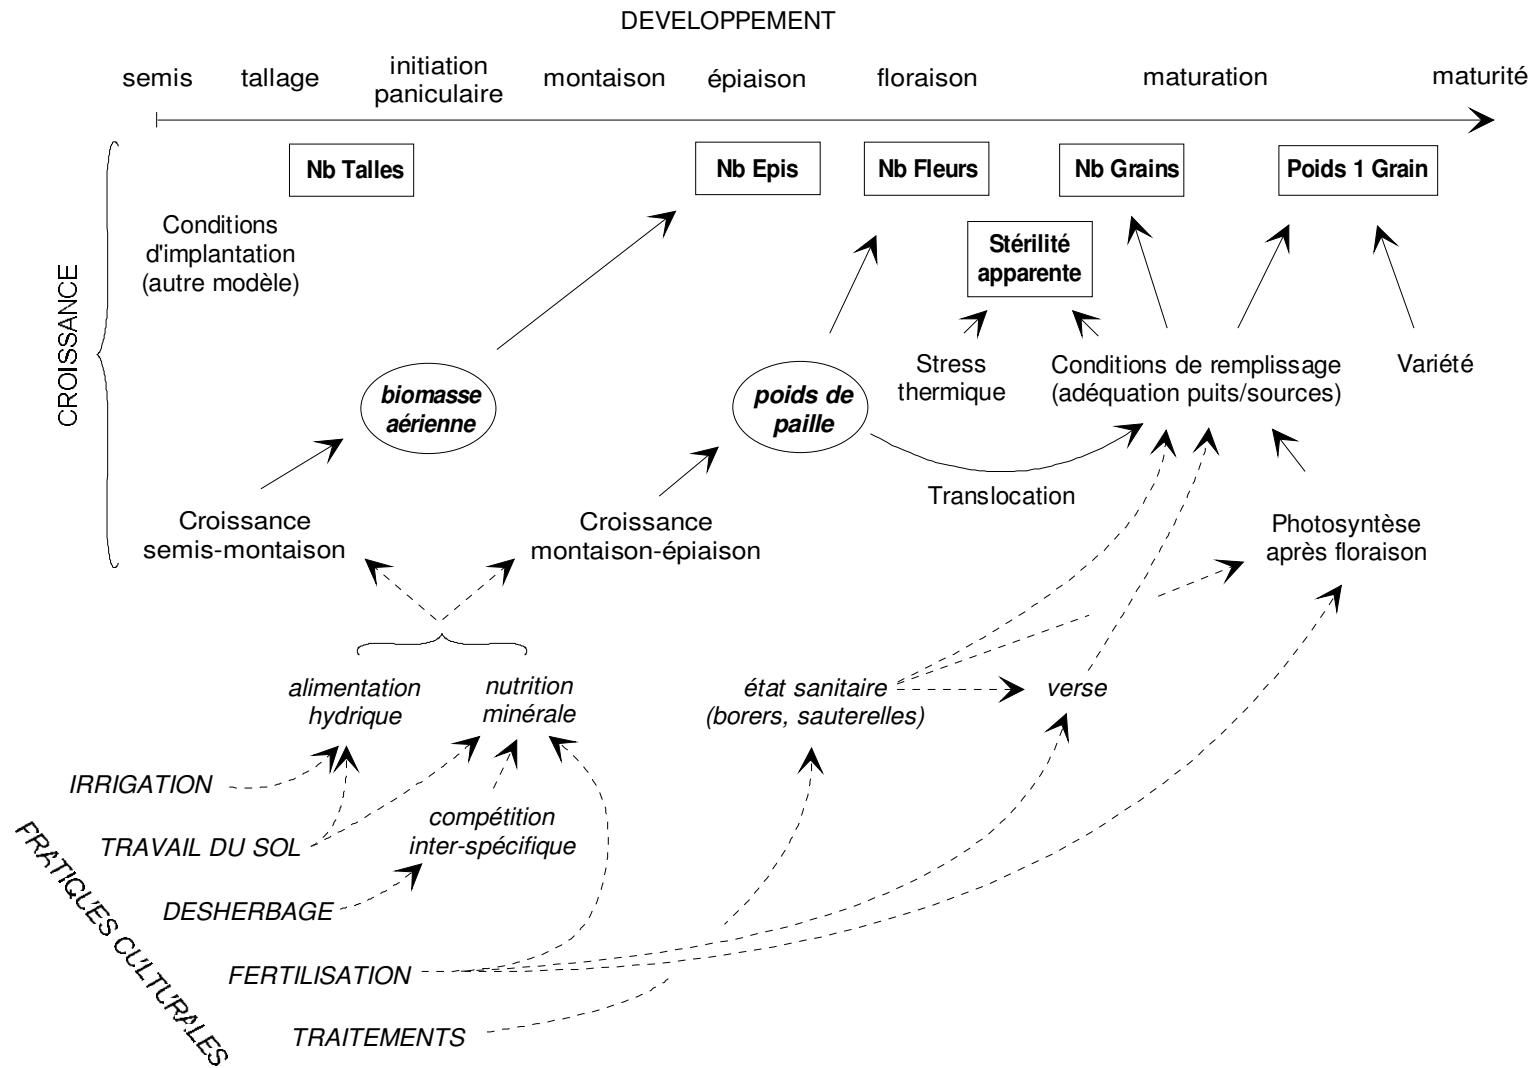 DEVELOPPEMENT
semis
tallage
initiation
paniculaire
montaison
épiaison
floraison
maturation
maturité
CROISSANCE
Nb Talles
Nb Epis
Nb Fleurs
Nb Grains
Poids 1 Grain
Conditions
d'implantation
(autre modèle)
Stérilité
apparente
biomasse
aérienne
poids de
paille
Stress
thermique
Conditions de remplissage
(adéquation puits/sources)
Variété
Translocation
Croissance
semis-montaison
Croissance
montaison-épiaison
Photosyntèse
après floraison
alimentation
hydrique
nutrition
minérale
état sanitaire
(borers, sauterelles)
verse
IRRIGATION
TRAVAIL DU SOL
compétition
inter-spécifique
DESHERBAGE
FERTILISATION
TRAITEMENTS
PRATIQUES CULTURALES